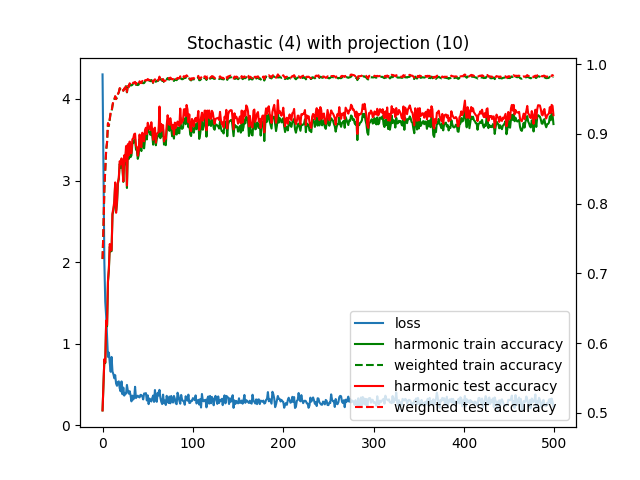 Stochastic (4) with projection (10)
4
3
2
1
0
1.0
0.9
0.8
0.7
0.6
0.5
loss
harmonic train accuracy
weighted train accuracy
harmonic test accuracy
weighted test accuracy
0 100 200 300 400 500